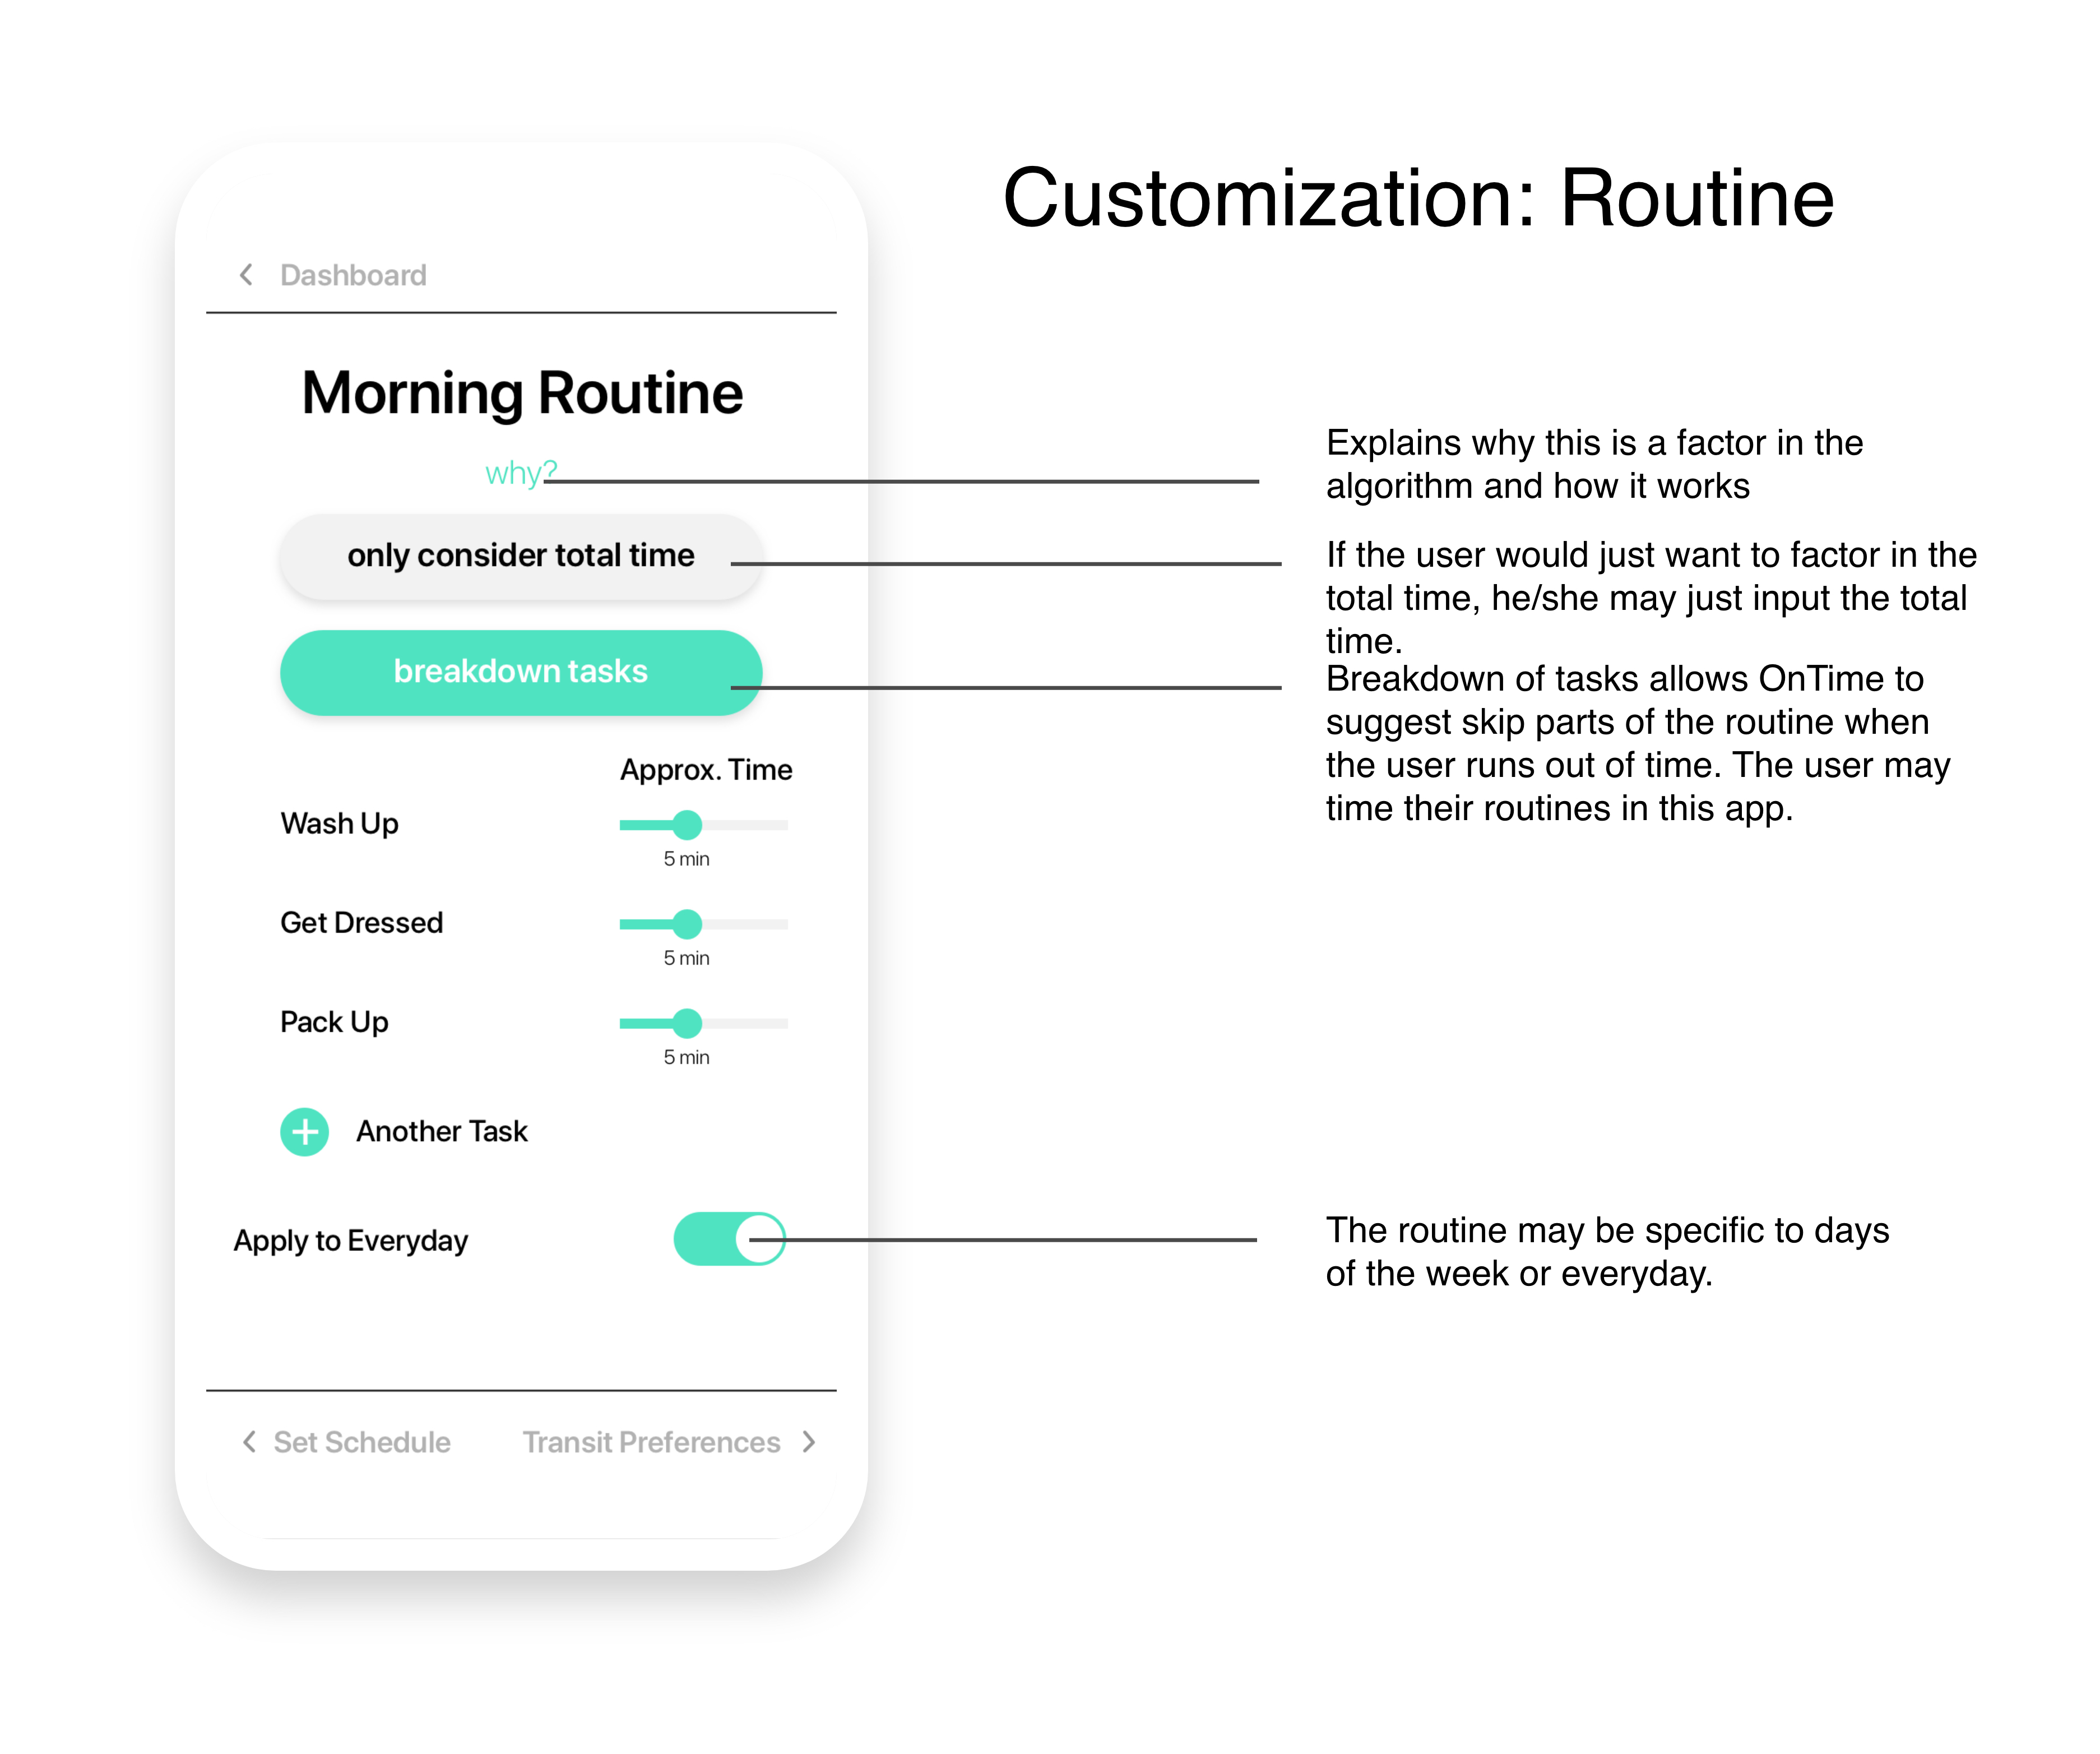 Customization: Routine
Dashboard
Morning Routine
why?
only consider total time
breakdown tasks
Approx. Time
Wash Up
5 min
Get Dressed
5 min
Pack Up
5 min
Another Task
Apply to Everyday
Set Schedule
Transit Preferences
Explains why this is a factor in the
algorithm and how it works
If the user would just want to factor in the
total time, he/she may just input the total
time.
Breakdown of tasks allows OnTime to
suggest skip parts of the routine when
the user runs out of time. The user may
time their routines in this app.
The routine may be specific to days
of the week or everyday.